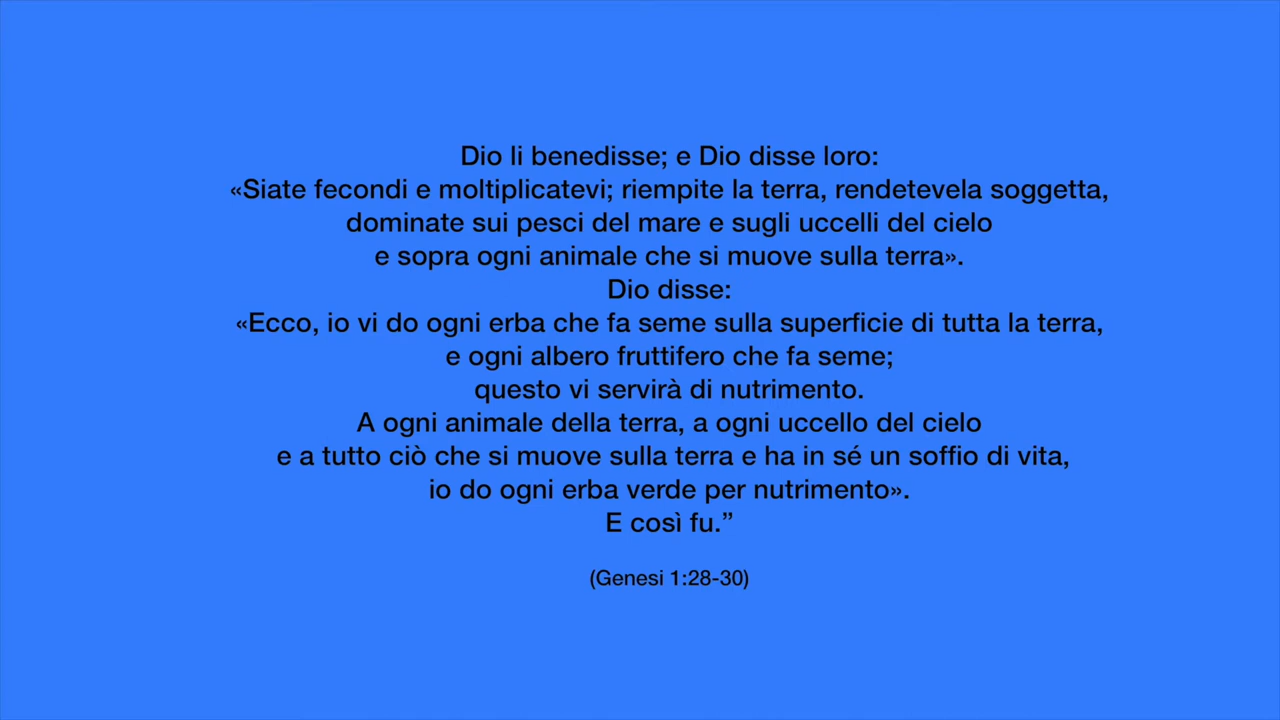 Dio li benedisse; e Dio disse loro:
«Siate fecondi e moltiplicatevi; riempite la terra, rendetevela soggetta,
dominate sui pesci del mare e sugli uccelli del cielo
e sopra ogni animale che si muove sulla terra».
Dio disse:
«Ecco, io vi do ogni erba che fa seme sulla superficie di tutta la terra,
e ogni albero fruttifero che fa seme;
questo vi servirà di nutrimento.
A ogni animale della terra, a ogni uccello del cielo
e a tutto ciò che si muove sulla terra e ha in sé un soffio di vita,
io do ogni erba verde per nutrimento».
E così fu.”
(Genesi 1:28-30)